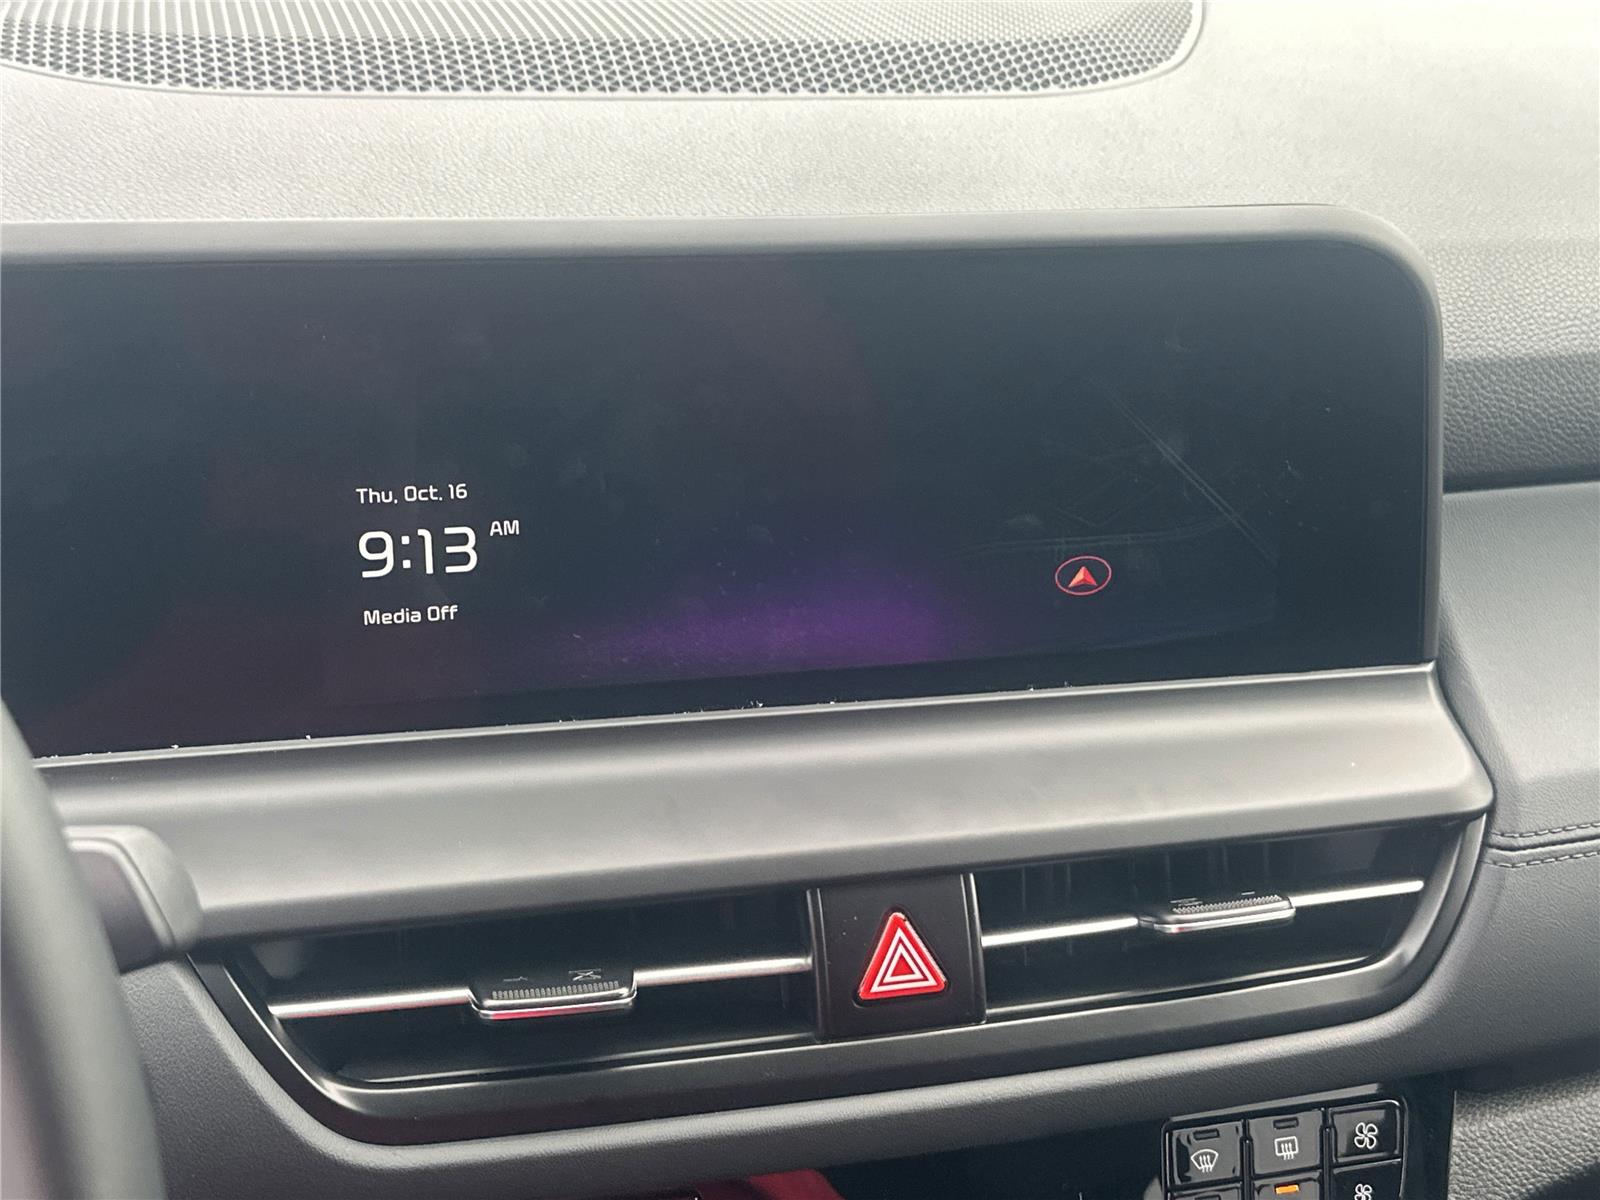 Thu, Oct. 16
9:13 AM
Media Off